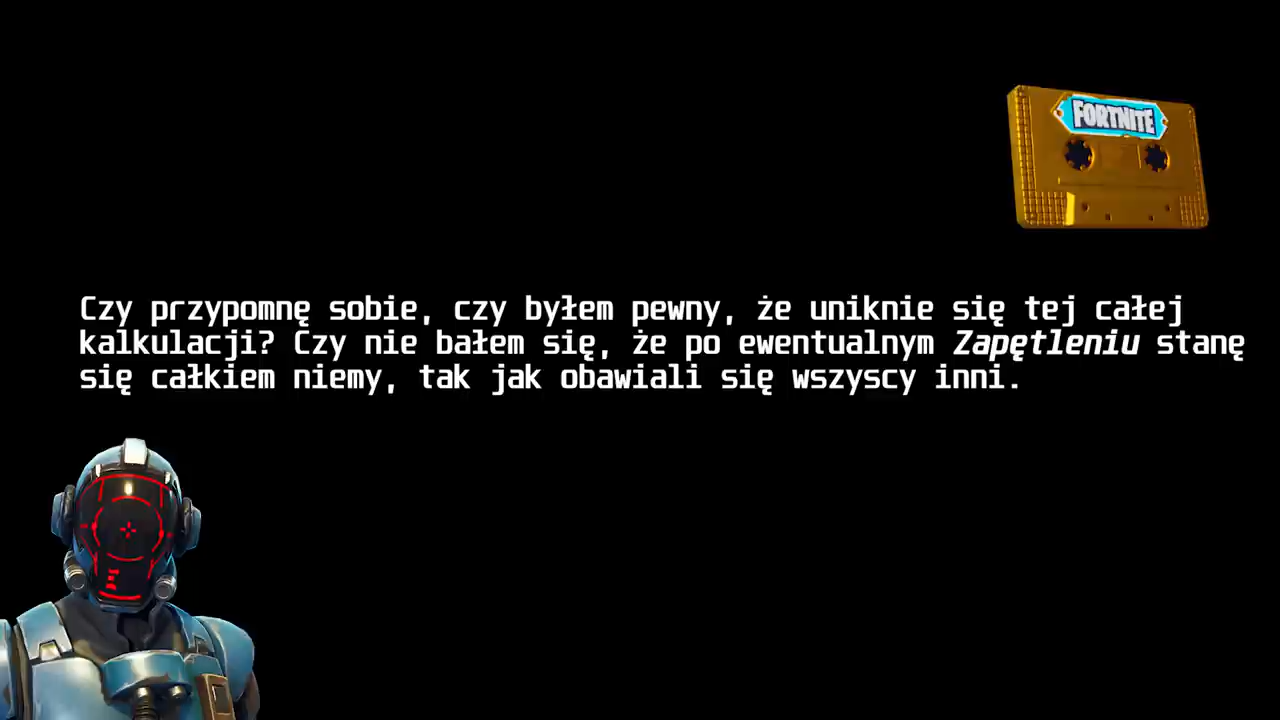 FORTNITE
Czy przypomnę sobie, czy byłem pewny, że uniknie się tej całej
kalkulacji? Czy nie bałem się, że po ewentualnym Zapętleniu stanę
się całkiem niemy, tak jak obawiali się wszyscy inni.